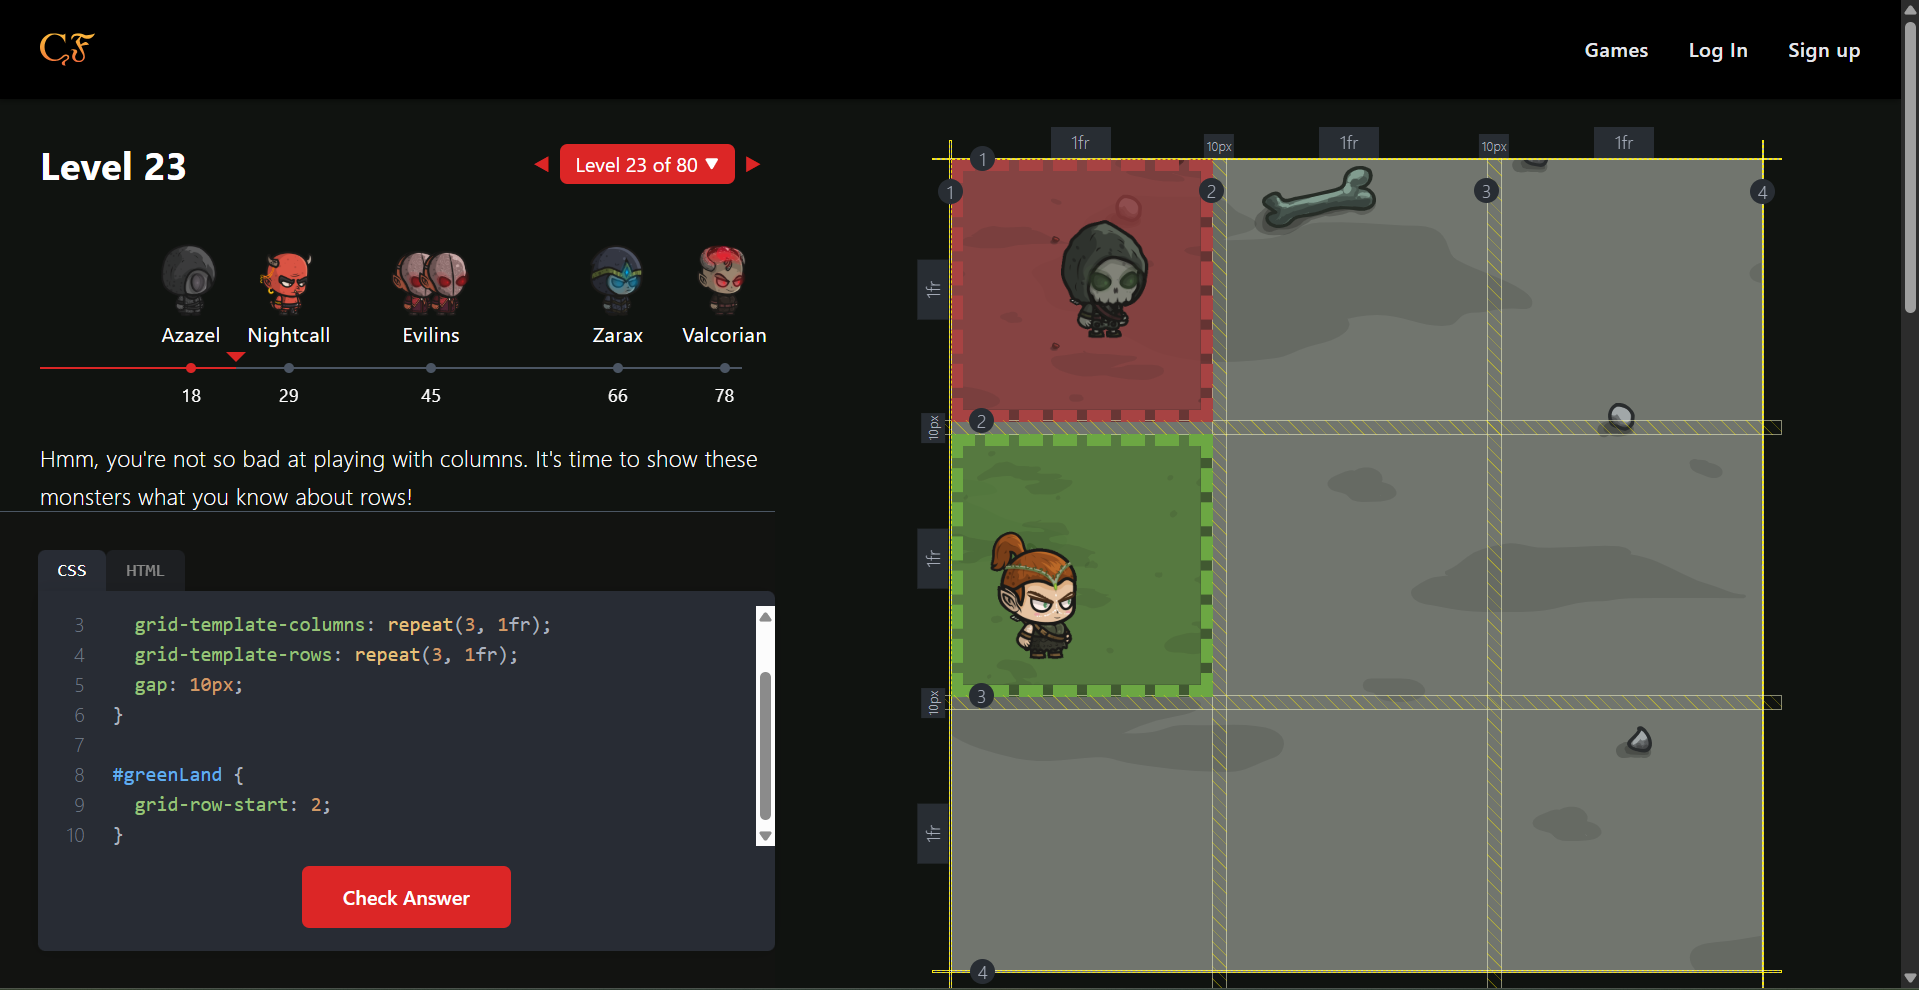 CF
Games
Log In
Sign up
Level 23
Level 23 of 80 ▼
Azazel
Nightcall
Evilins
Zarax
Valcorian
18
29
45
66
78
Hmm, you're not so bad at playing with columns. It's time to show these
monsters what you know about rows!
CSS
HTML
3 grid-template-columns: repeat(3, 1fr);
4 grid-template-rows: repeat(3, 1fr);
5 gap: 10px;
6 }
7
8 #greenLand {
9 grid-row-start: 2;
10 }
Check Answer
1fr
10px
1fr
10px
1fr
1
1
2
3
4
1fr
10px
2
1fr
10px
3
1fr
4